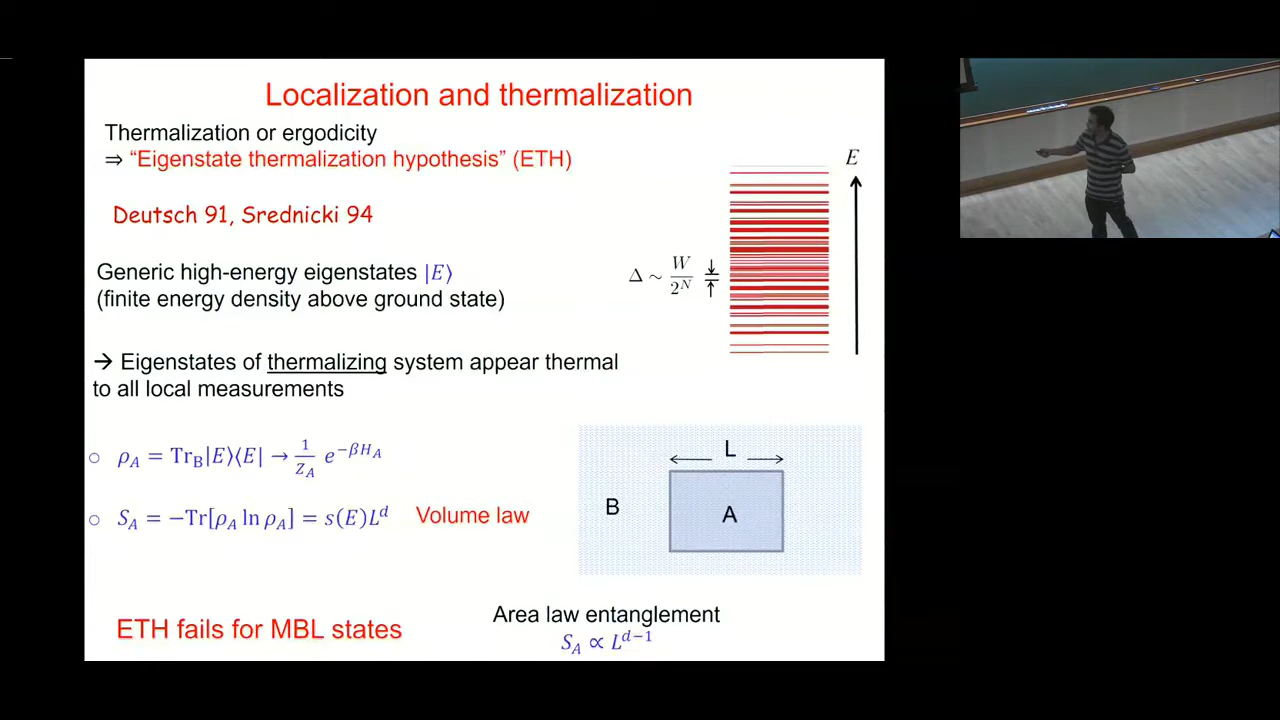 Localization and thermalization
Thermalization or ergodicity
⇒ "Eigenstate thermalization hypothesis" (ETH)
Deutsch 91, Srednicki 94
Generic high-energy eigenstates |E⟩
(finite energy density above ground state)
E
Δ ~ W/2^N
→ Eigenstates of thermalizing system appear thermal
to all local measurements
ρ_A = Tr_B|E⟩⟨E| → 1/Z_A e^{−βH_A}
S_A = −Tr[ρ_A ln ρ_A] = s(E)L^d Volume law
L
B
A
ETH fails for MBL states
Area law entanglement
S_A ∝ L^{d−1}